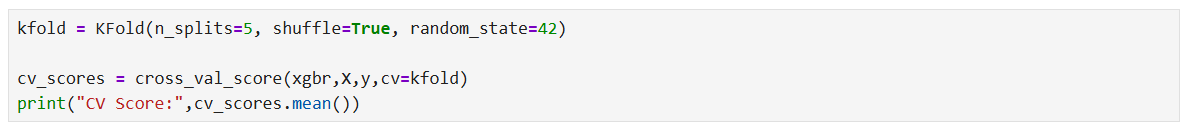 kfold = KFold(n_splits=5, shuffle=True, random_state=42)
cv_scores = cross_val_score(xgbr,X,y,cv=kfold)
print("CV Score:",cv_scores.mean())